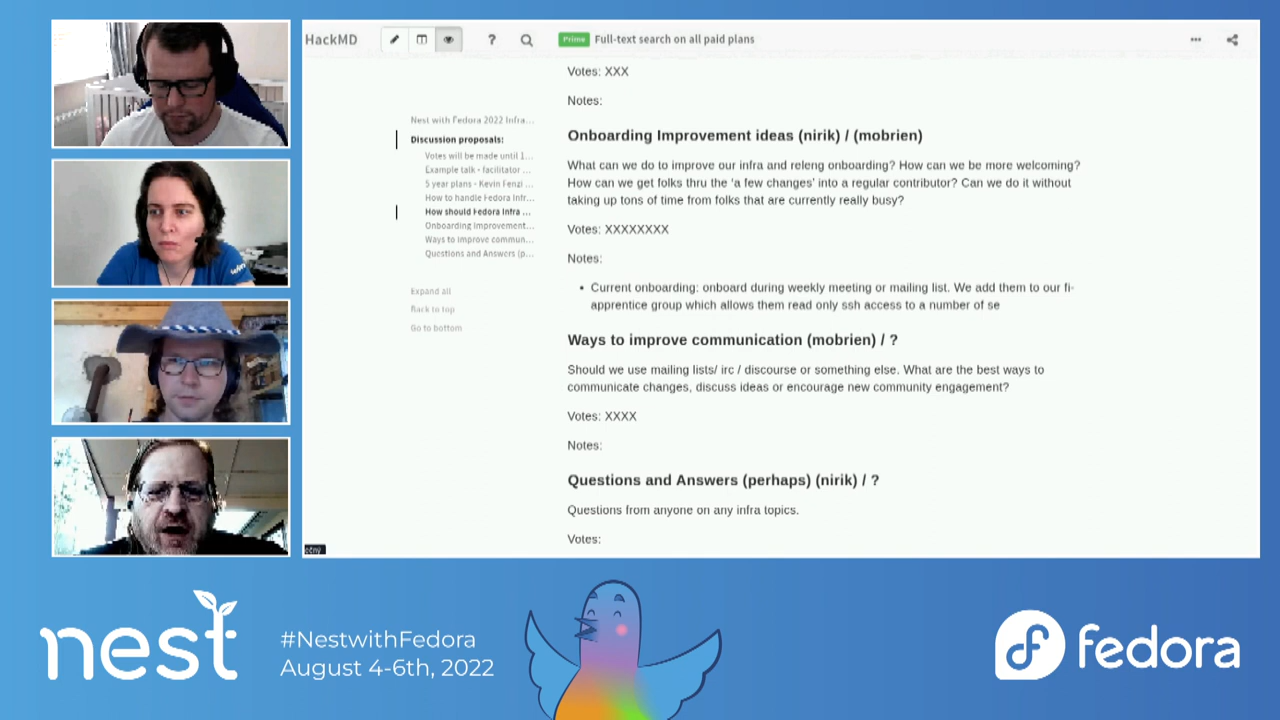 HackMD
Prime Full-text search on all paid plans
Votes: XXX
Notes:
Nest with Fedora 2022 Infra...
Discussion proposals:
Votes will be made until 1...
Example talk - facilitator ...
5 year plans - Kevin Fenzi ...
How to handle Fedora Infr...
How should Fedora Infra ...
Onboarding Improvement...
Ways to improve commun...
Questions and Answers (p...
Expand all
Back to top
Go to bottom
Onboarding Improvement ideas (nirik) / (mobrien)
What can we do to improve our infra and releng onboarding? How can we be more welcoming?
How can we get folks thru the ‘a few changes’ into a regular contributor? Can we do it without
taking up tons of time from folks that are currently really busy?
Votes: XXXXXXXX
Notes:
• Current onboarding: onboard during weekly meeting or mailing list. We add them to our fi-
apprentice group which allows them read only ssh access to a number of se
Ways to improve communication (mobrien) / ?
Should we use mailing lists/ irc / discourse or something else. What are the best ways to
communicate changes, discuss ideas or encourage new community engagement?
Votes: XXXX
Notes:
Questions and Answers (perhaps) (nirik) / ?
Questions from anyone on any infra topics.
Votes:
nest
#NestwithFedora
August 4-6th, 2022
fedora